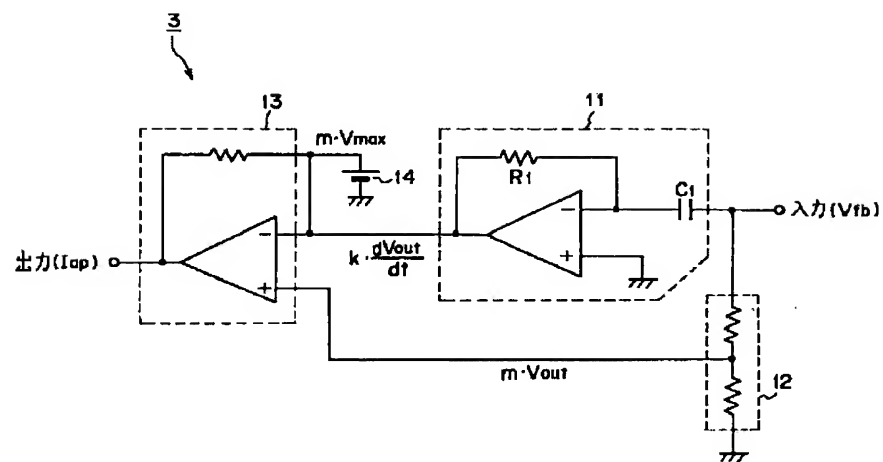 3
13
11
m·Vmax
14
R1
C1
入力(Vfb)
出力(Iap)
k·dVout/dt
m·Vout
12